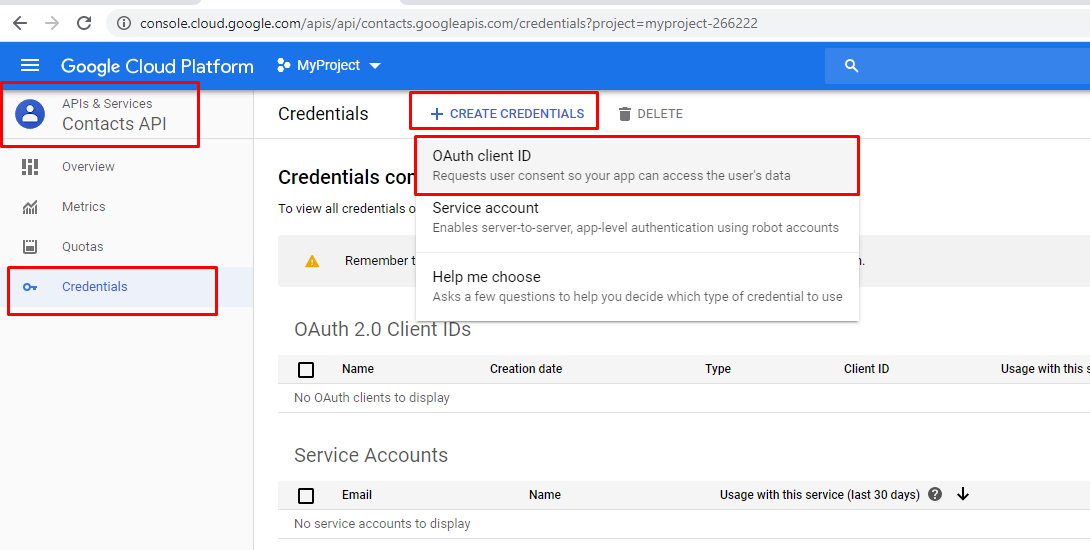 console.cloud.google.com/apis/api/contacts.googleapis.com/credentials?project=myproject-266222
Google Cloud Platform
MyProject
APIs & Services
Contacts API
Overview
Metrics
Quotas
Credentials
Credentials
CREATE CREDENTIALS
DELETE
OAuth client ID
Requests user consent so your app can access the user's data
Service account
Enables server-to-server, app-level authentication using robot accounts
Help me choose
Asks a few questions to help you decide which type of credential to use
Credentials
To view all credentials
Remember
OAuth 2.0 Client IDs
Name Creation date Type Client ID Usage with this
No OAuth clients to display
Service Accounts
Email Name Usage with this service (last 30 days) ?
No service accounts to display